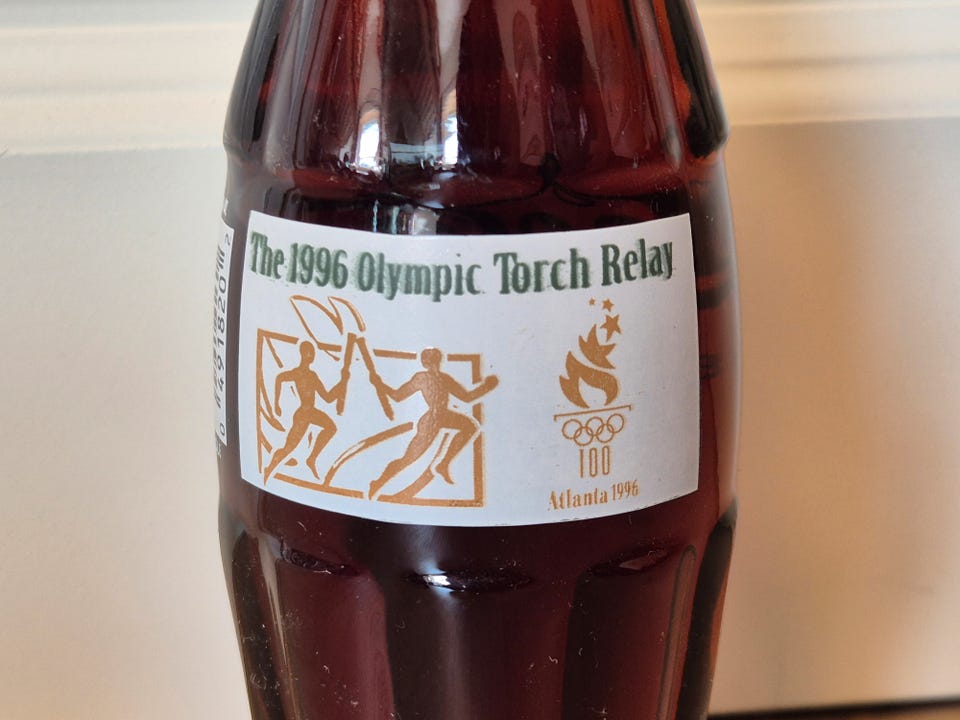 The 1996 Olympic Torch Relay
100
Atlanta 1996